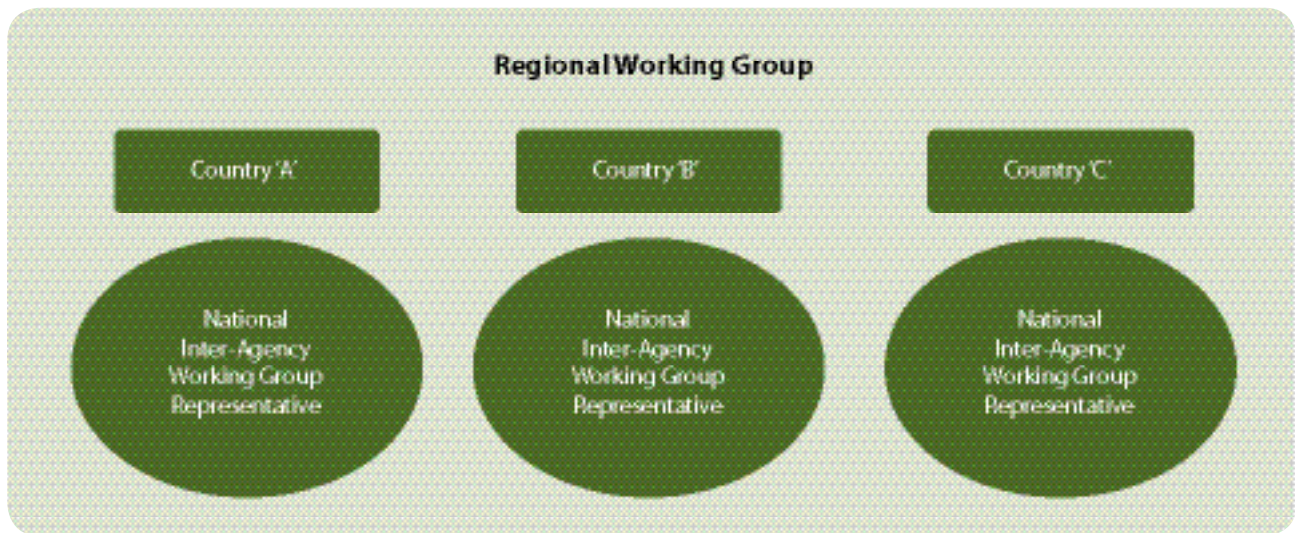 Regional Working Group
Country ‘A’
Country ‘B’
Country ‘C’
National
Inter-Agency
Working Group
Representative
National
Inter-Agency
Working Group
Representative
National
Inter-Agency
Working Group
Representative